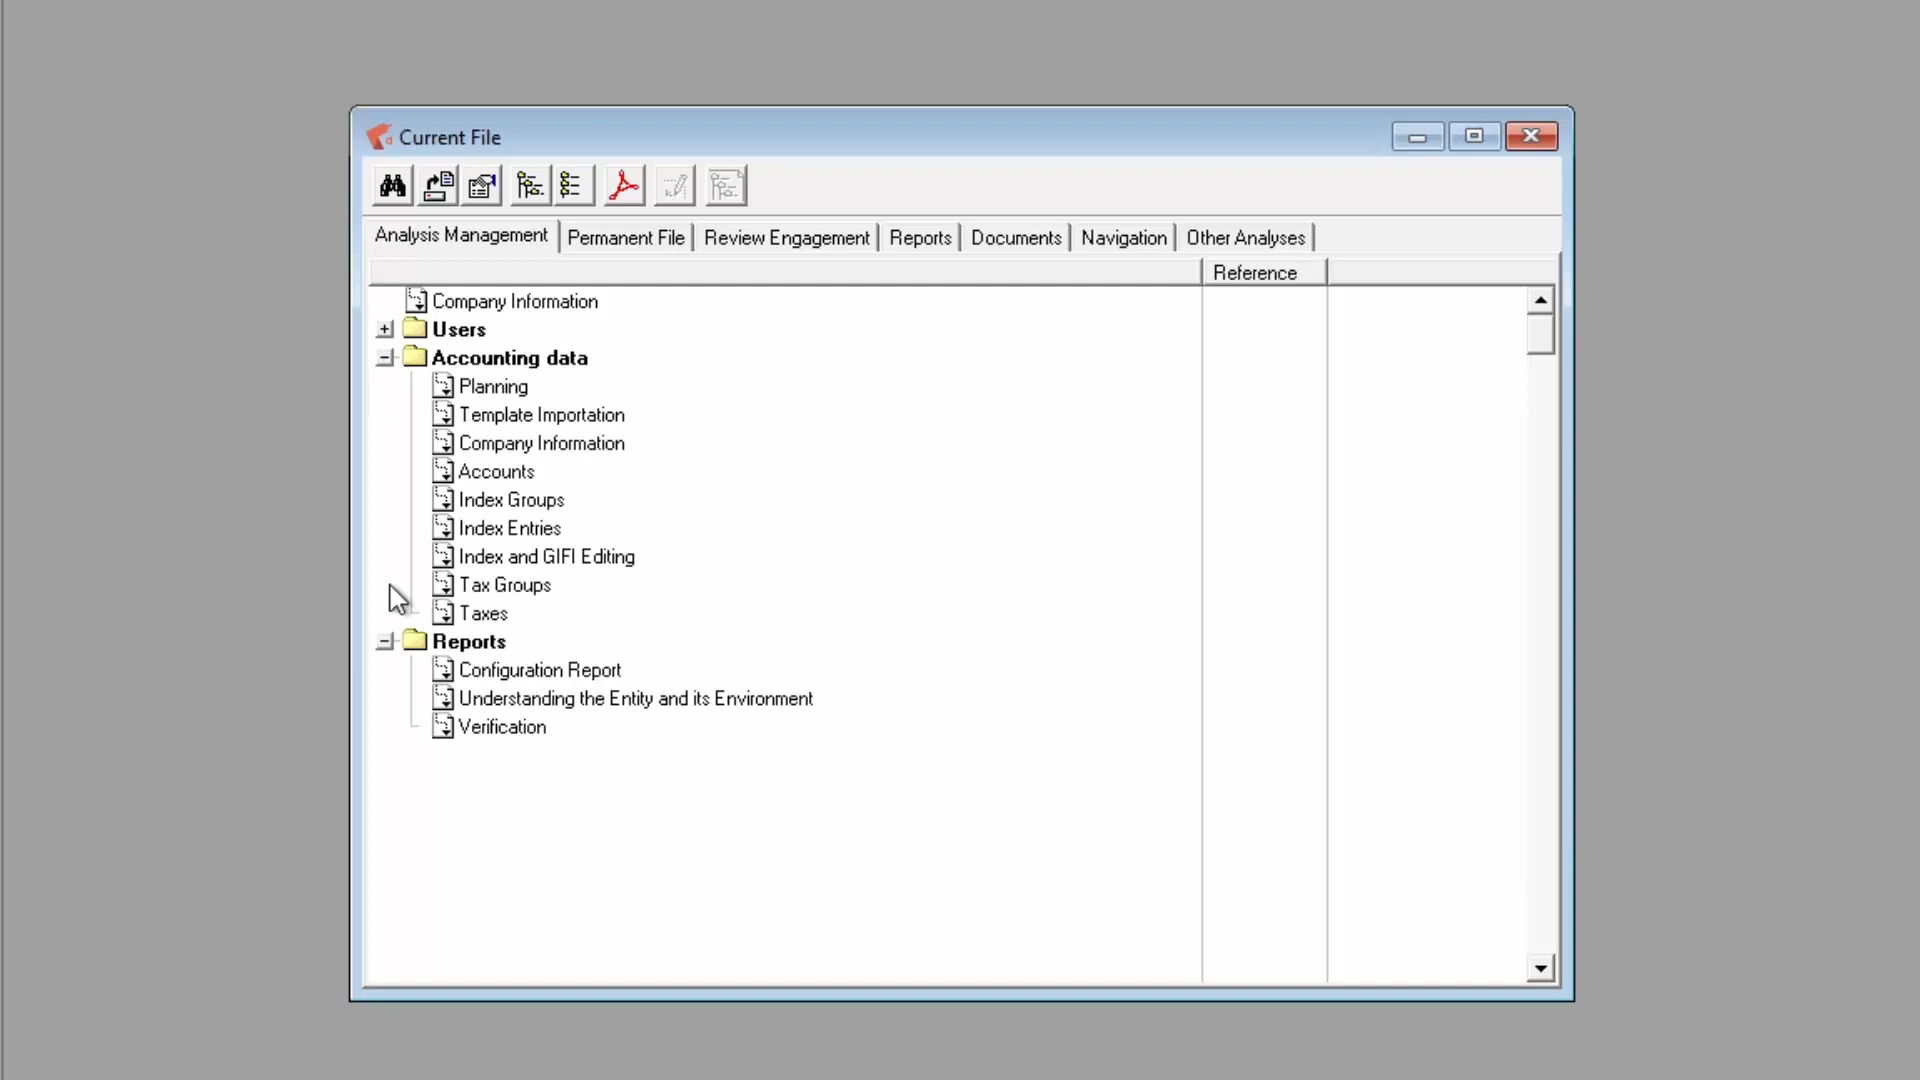 Current File
Analysis Management Permanent File Review Engagement Reports Documents Navigation Other Analyses
Reference
Company Information
Users
Accounting data
Planning
Template Importation
Company Information
Accounts
Index Groups
Index Entries
Index and GIFI Editing
Tax Groups
Taxes
Reports
Configuration Report
Understanding the Entity and its Environment
Verification